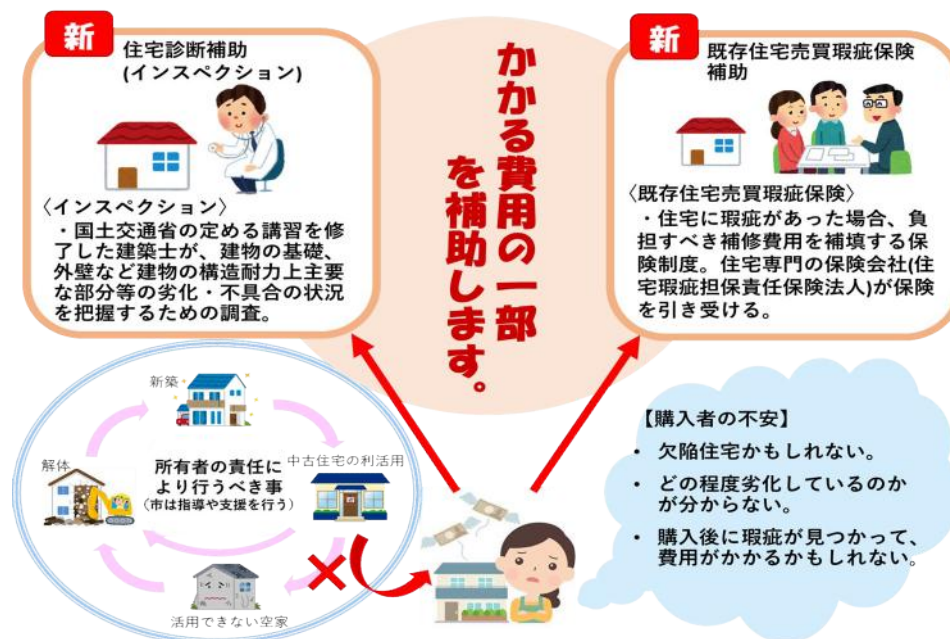 新
住宅診断補助
(インスペクション)
〈インスペクション〉
・国土交通省の定める講習を修
了した建築士が、建物の基礎、
外壁など建物の構造耐力上主要
な部分等の劣化・不具合の状況
を把握するための調査。
かかる費用の一部
を補助します。
新
既存住宅売買瑕疵保険
補助
〈既存住宅売買瑕疵保険〉
・住宅に瑕疵があった場合、負
担すべき補修費用を補填する保
険制度。住宅専門の保険会社(住
宅瑕疵担保責任保険法人)が保険
を引き受ける。
新築
解体
所有者の責任に
より行うべき事
(市は指導や支援を行う)
中古住宅の利活用
活用できない空家
【購入者の不安】
・ 欠陥住宅かもしれない。
・ どの程度劣化しているのか
が分からない。
・ 購入後に瑕疵が見つかって、
費用がかかるかもしれない。